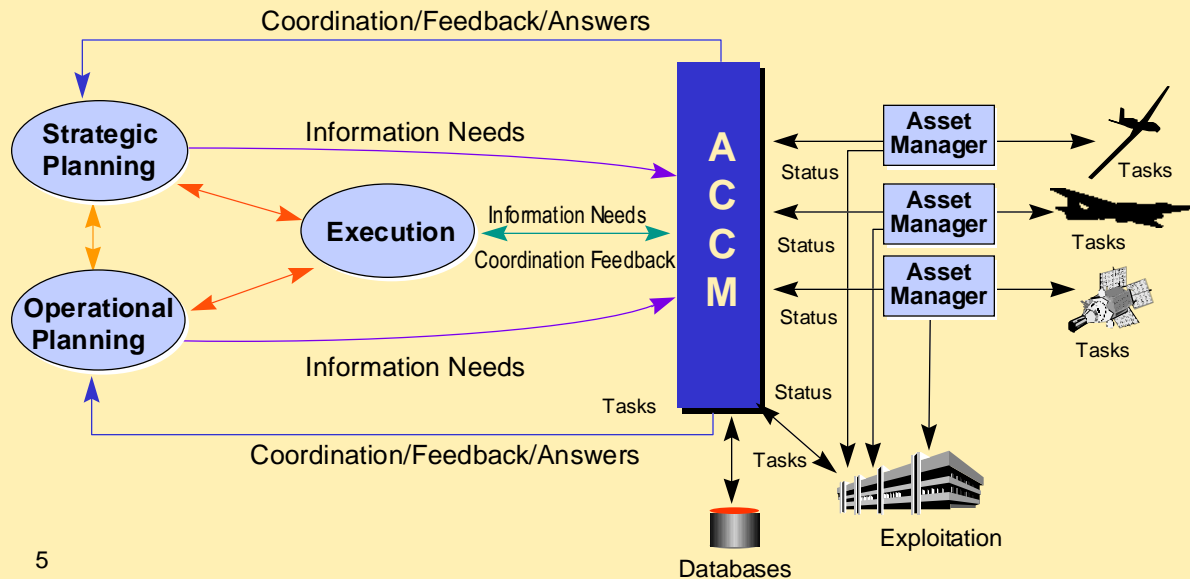 Coordination/Feedback/Answers
Strategic
Planning
Information Needs
Execution
Information Needs
Coordination Feedback
Operational
Planning
Information Needs
Coordination/Feedback/Answers
A
C
C
M
Asset
Manager
Status
Tasks
Asset
Manager
Status
Tasks
Asset
Manager
Status
Tasks
Tasks
Status
Tasks
Exploitation
Databases
5